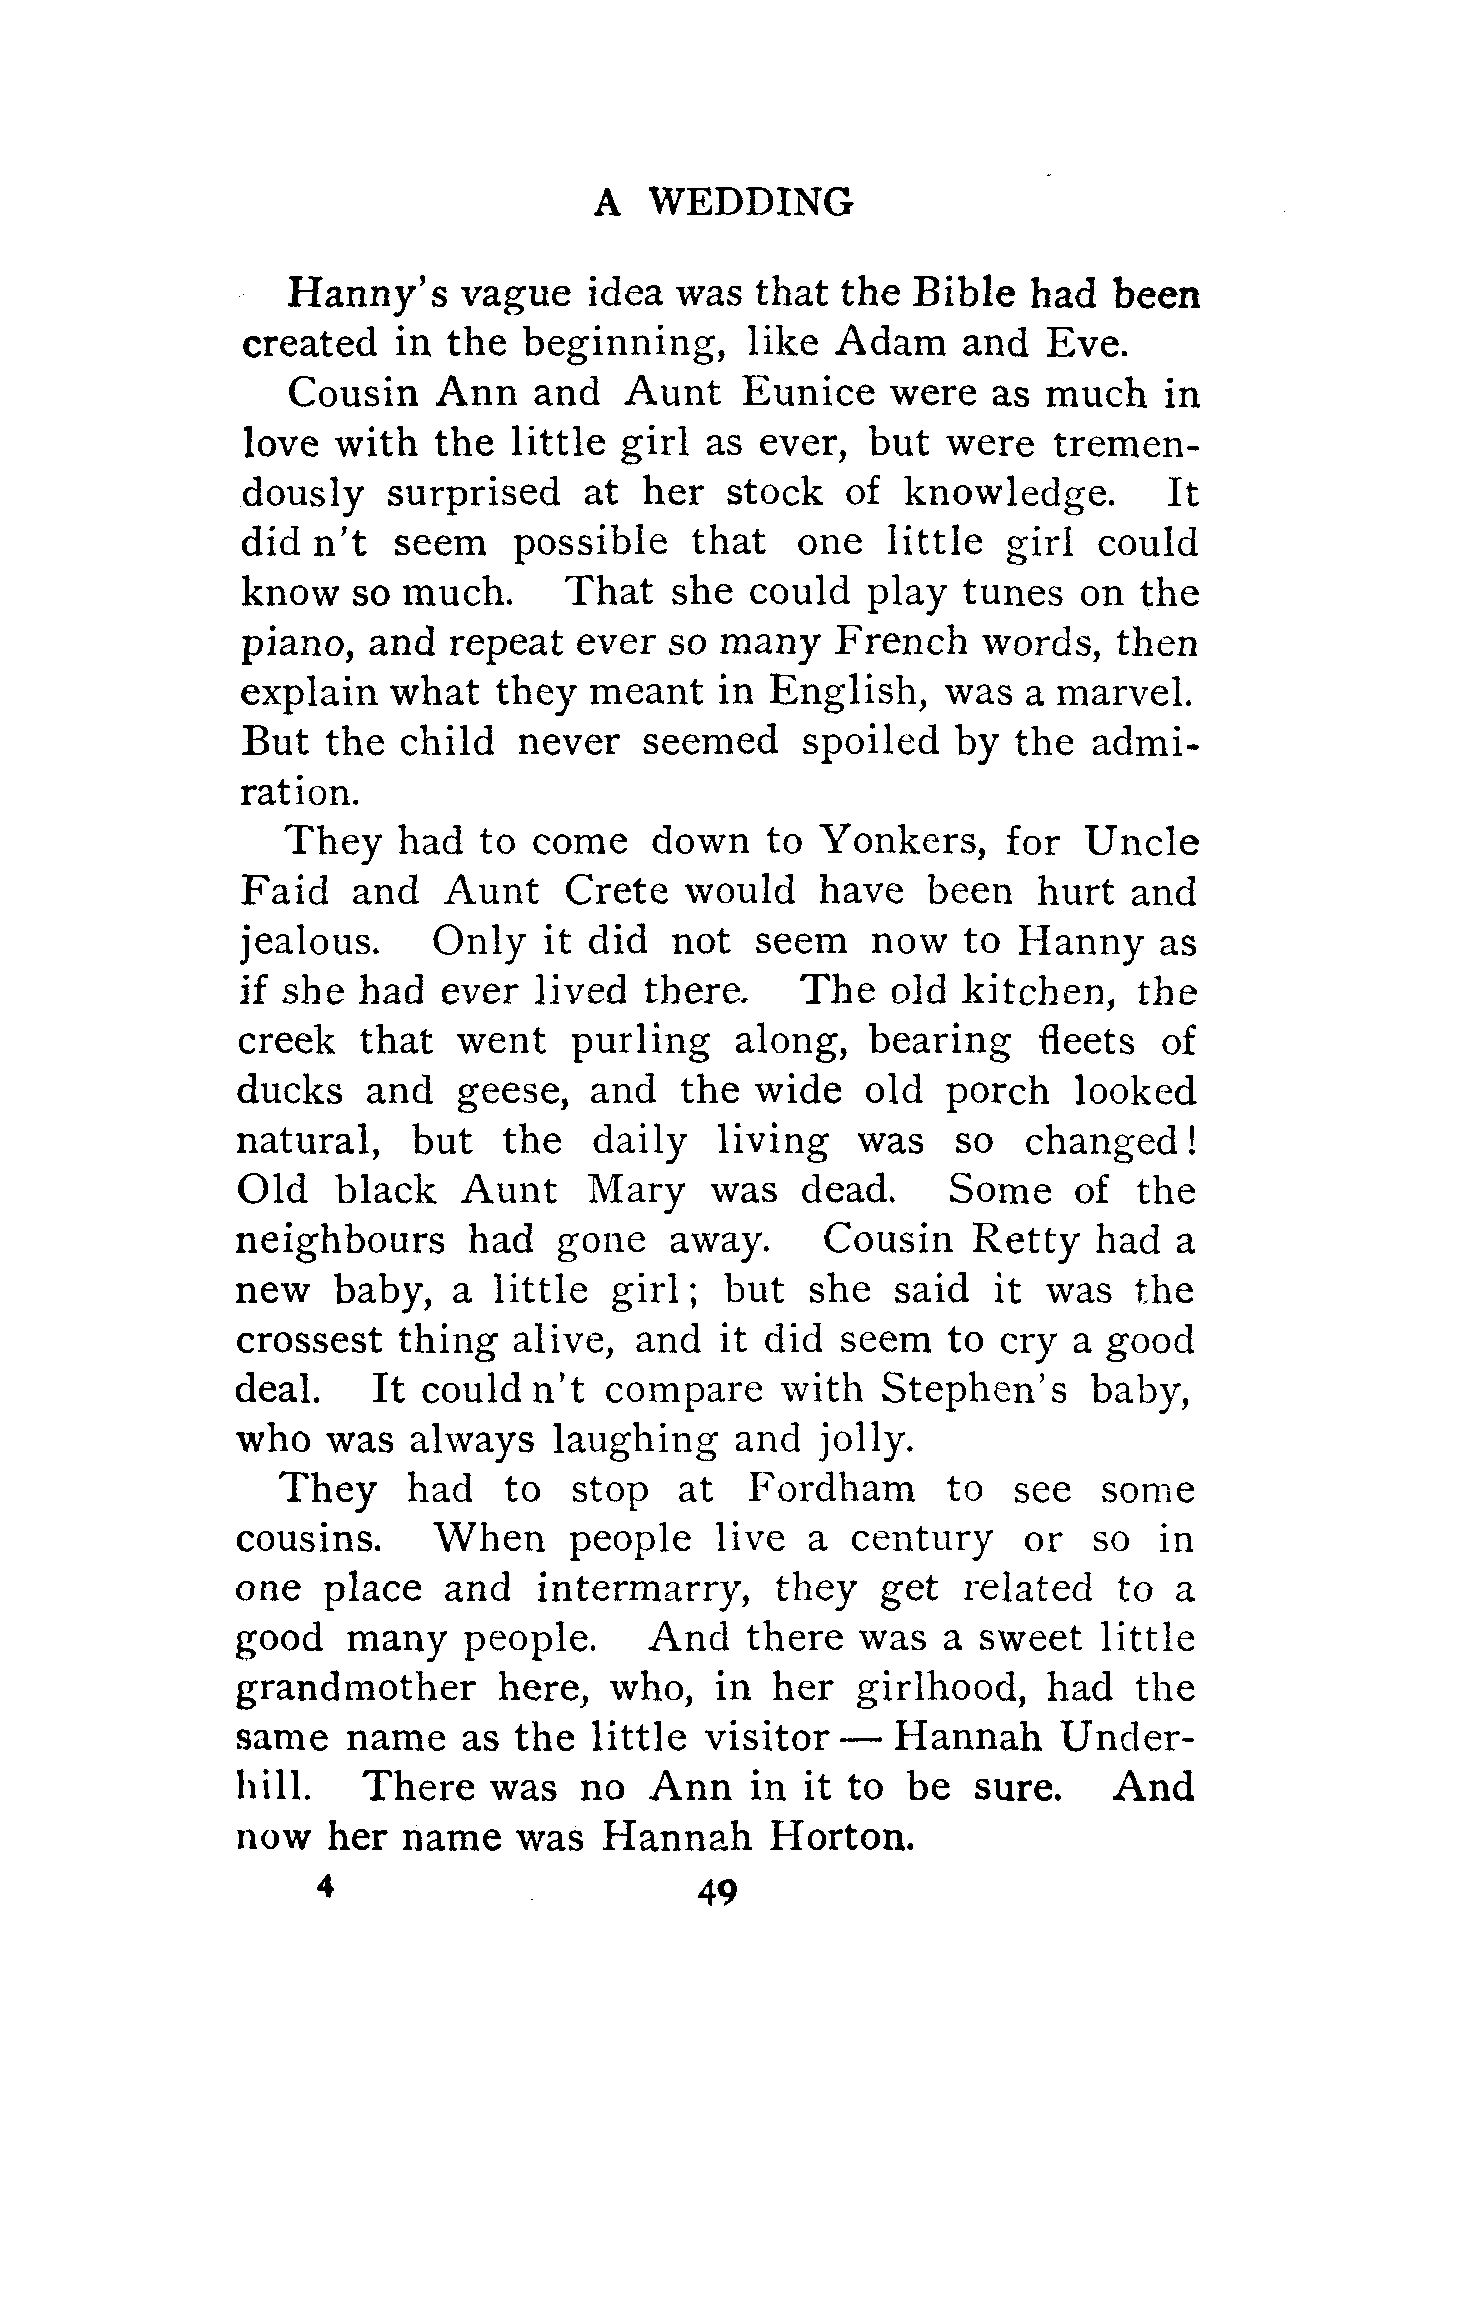 A WEDDING
Hanny's vague idea was that the Bible had been
created in the beginning, like Adam and Eve.
Cousin Ann and Aunt Eunice were as much in
love with the little girl as ever, but were tremen-
dously surprised at her stock of knowledge. It
did n't seem possible that one little girl could
know so much. That she could play tunes on the
piano, and repeat ever so many French words, then
explain what they meant in English, was a marvel.
But the child never seemed spoiled by the admi-
ration.
They had to come down to Yonkers, for Uncle
Faid and Aunt Crete would have been hurt and
jealous. Only it did not seem now to Hanny as
if she had ever lived there. The old kitchen, the
creek that went purling along, bearing fleets of
ducks and geese, and the wide old porch looked
natural, but the daily living was so changed!
Old black Aunt Mary was dead. Some of the
neighbours had gone away. Cousin Retty had a
new baby, a little girl; but she said it was the
crossest thing alive, and it did seem to cry a good
deal. It could n't compare with Stephen's baby,
who was always laughing and jolly.
They had to stop at Fordham to see some
cousins. When people live a century or so in
one place and intermarry, they get related to a
good many people. And there was a sweet little
grandmother here, who, in her girlhood, had the
same name as the little visitor — Hannah Under-
hill. There was no Ann in it to be sure. And
now her name was Hannah Horton.
4 49